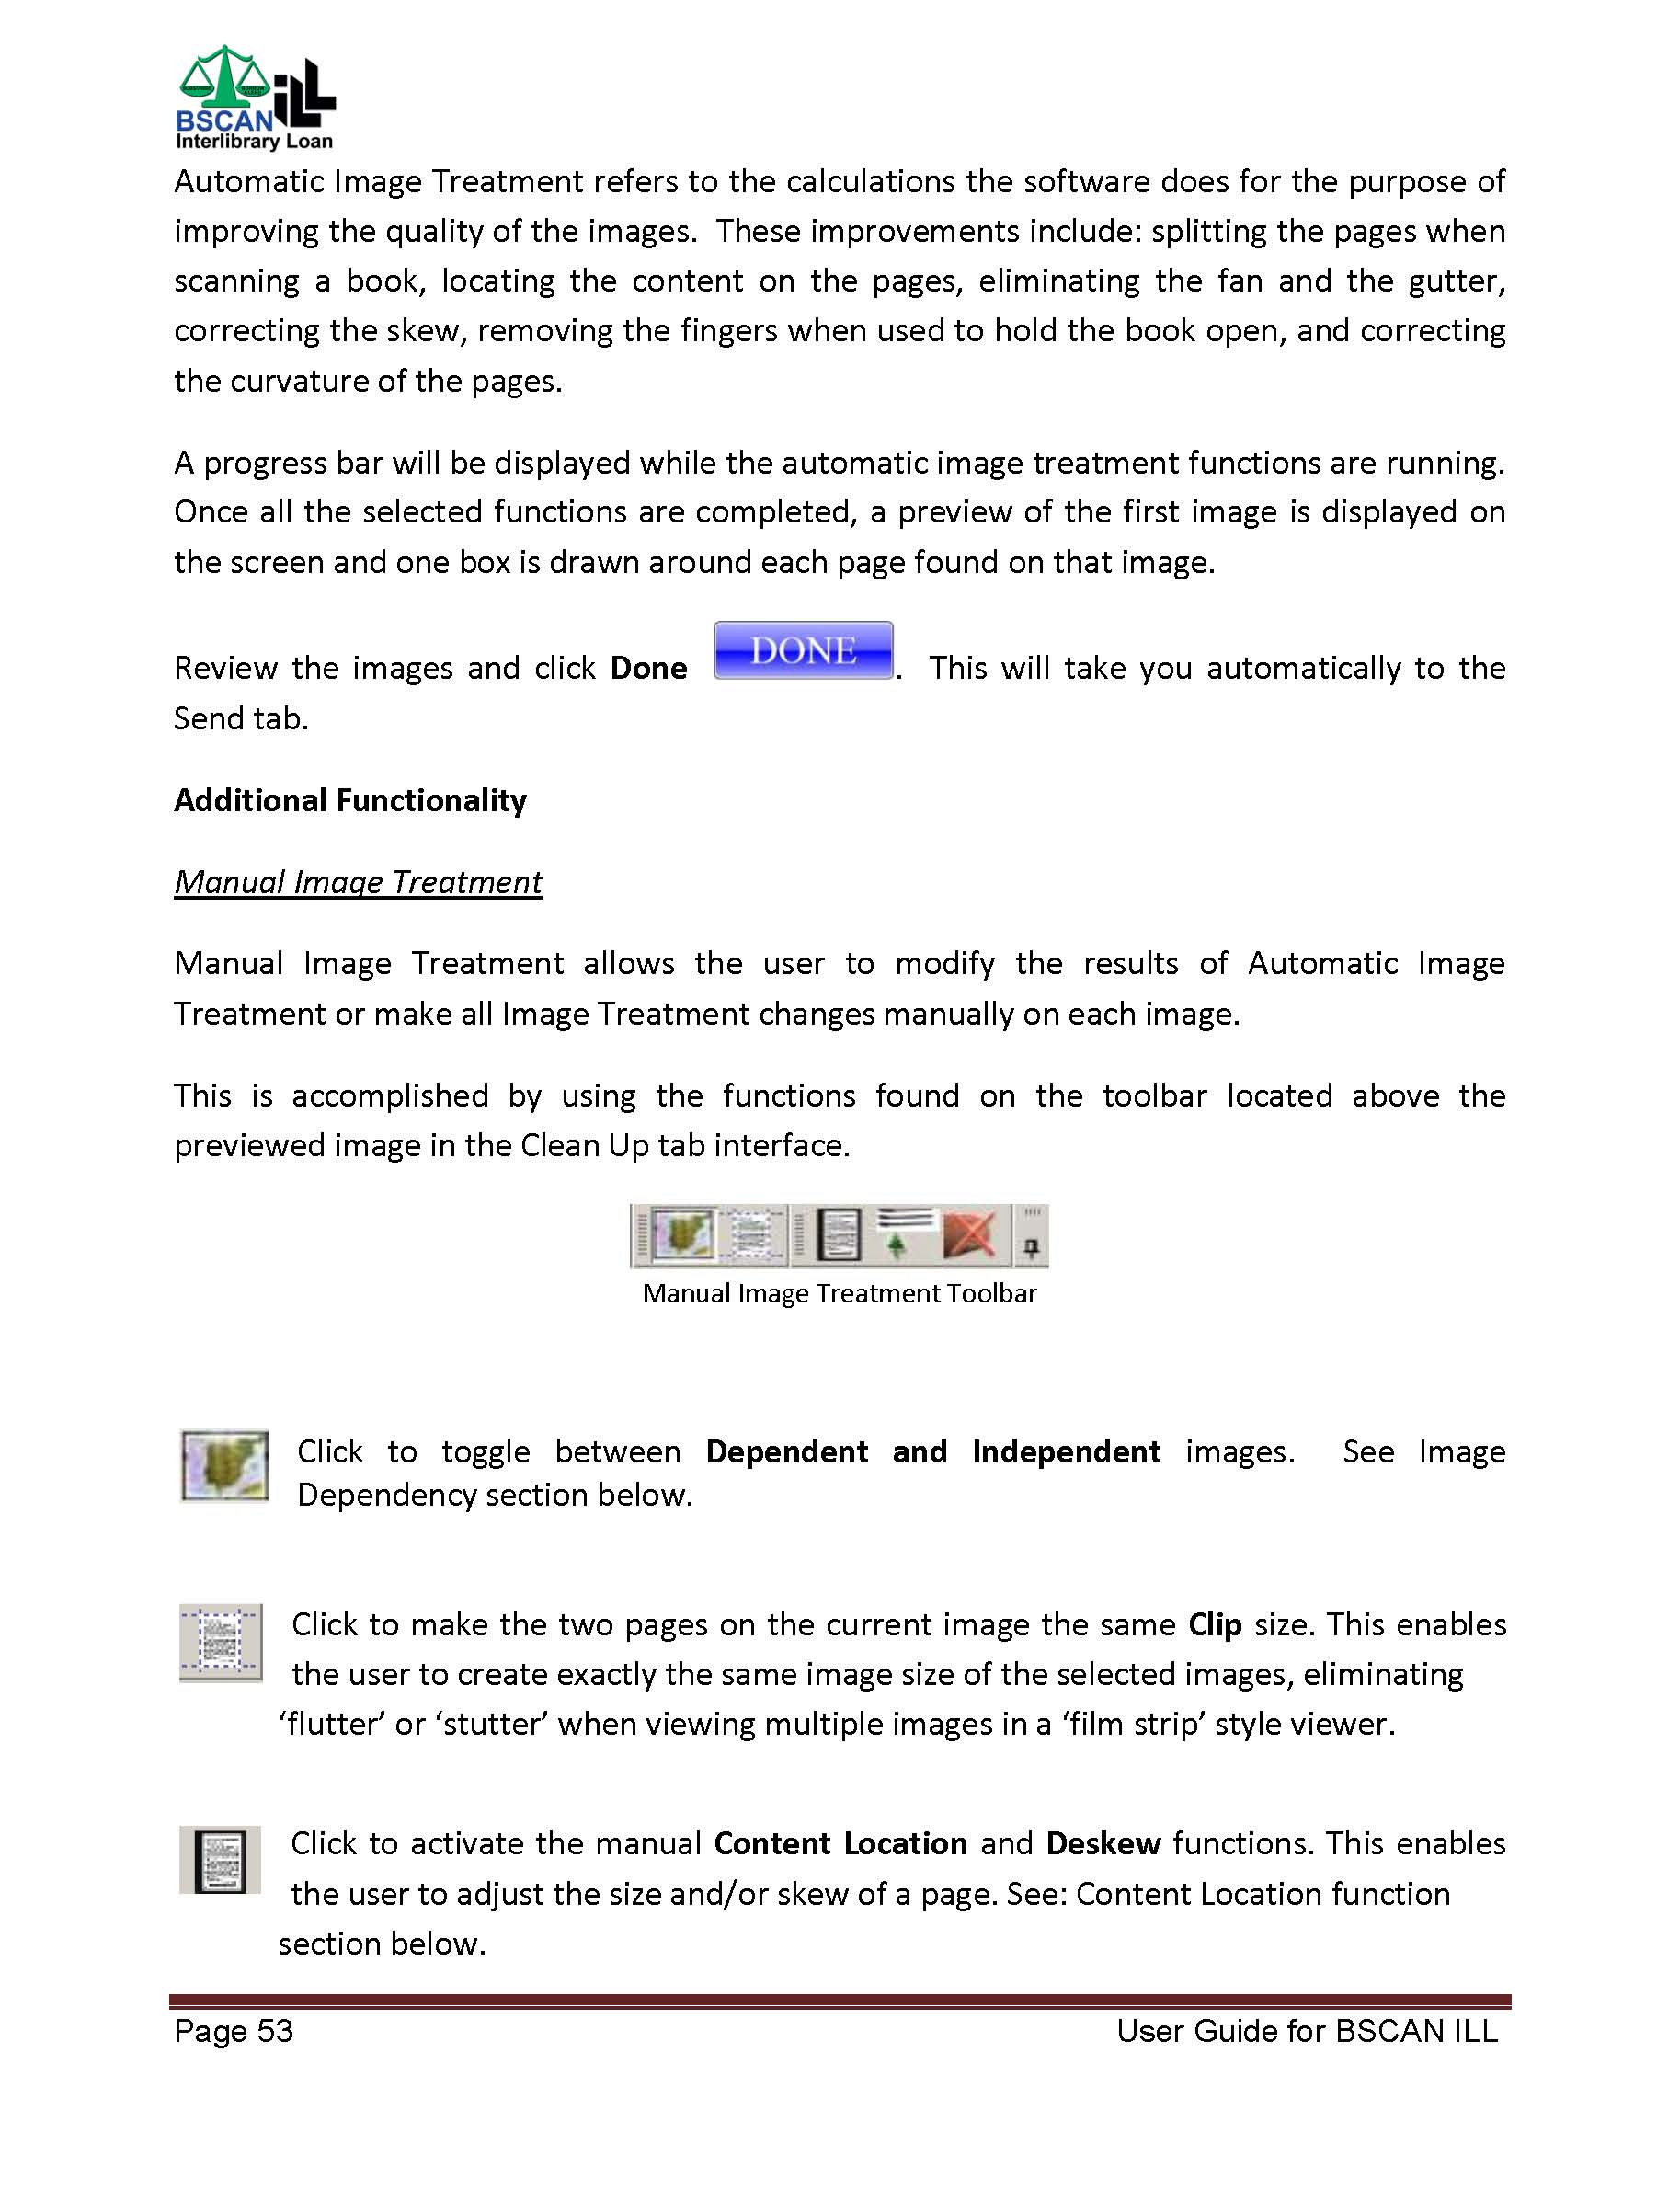 BSCAN ILL
Interlibrary Loan
Automatic Image Treatment refers to the calculations the software does for the purpose of
improving the quality of the images.  These improvements include: splitting the pages when
scanning a book, locating the content on the pages, eliminating the fan and the gutter,
correcting the skew, removing the fingers when used to hold the book open, and correcting
the curvature of the pages.
A progress bar will be displayed while the automatic image treatment functions are running.
Once all the selected functions are completed, a preview of the first image is displayed on
the screen and one box is drawn around each page found on that image.
Review the images and click Done DONE.  This will take you automatically to the
Send tab.
Additional Functionality
Manual Image Treatment
Manual Image Treatment allows the user to modify the results of Automatic Image
Treatment or make all Image Treatment changes manually on each image.
This is accomplished by using the functions found on the toolbar located above the
previewed image in the Clean Up tab interface.
Manual Image Treatment Toolbar
Click to toggle between Dependent and Independent images.  See Image
Dependency section below.
Click to make the two pages on the current image the same Clip size. This enables
the user to create exactly the same image size of the selected images, eliminating
‘flutter’ or ‘stutter’ when viewing multiple images in a ‘film strip’ style viewer.
Click to activate the manual Content Location and Deskew functions. This enables
the user to adjust the size and/or skew of a page. See: Content Location function
section below.
Page 53 User Guide for BSCAN ILL